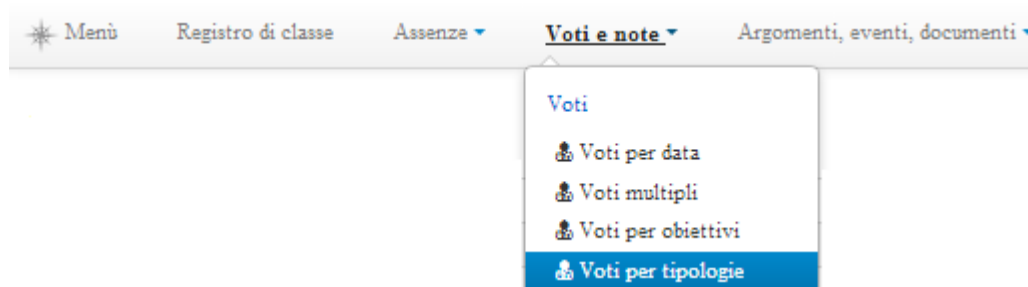 Menù Registro di classe Assenze Voti e note Argomenti, eventi, documenti
Voti
Voti per data
Voti multipli
Voti per obiettivi
Voti per tipologie